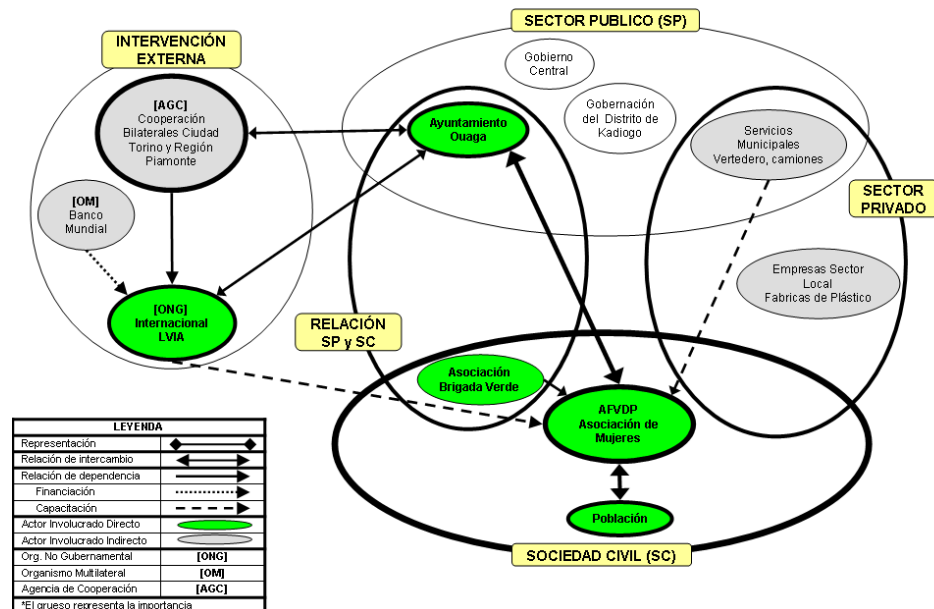 SECTOR PUBLICO (SP)
INTERVENCIÓN
EXTERNA
Gobierno
Central
[AGC]
Cooperación
Bilaterales Ciudad
Torino y Región
Piamonte
Ayuntamiento
Ouaga
Gobernación
del Distrito de
Kadiogo
Servicios
Municipales
Vertedero, camiones
SECTOR
PRIVADO
[OM]
Banco
Mundial
Empresas Sector
Local
Fabricas de Plástico
[ONG]
Internacional
LVIA
RELACIÓN
SP y SC
Asociación
Brigada Verde
AFVDP
Asociación de
Mujeres
Población
SOCIEDAD CIVIL (SC)
LEYENDA
Representación
Relación de intercambio
Relación de dependencia
Financiación
Capacitación
Actor Involucrado Directo
Actor Involucrado Indirecto
Org. No Gubernamental [ONG]
Organismo Multilateral [OM]
Agencia de Cooperación [AGC]
*El grueso representa la importancia